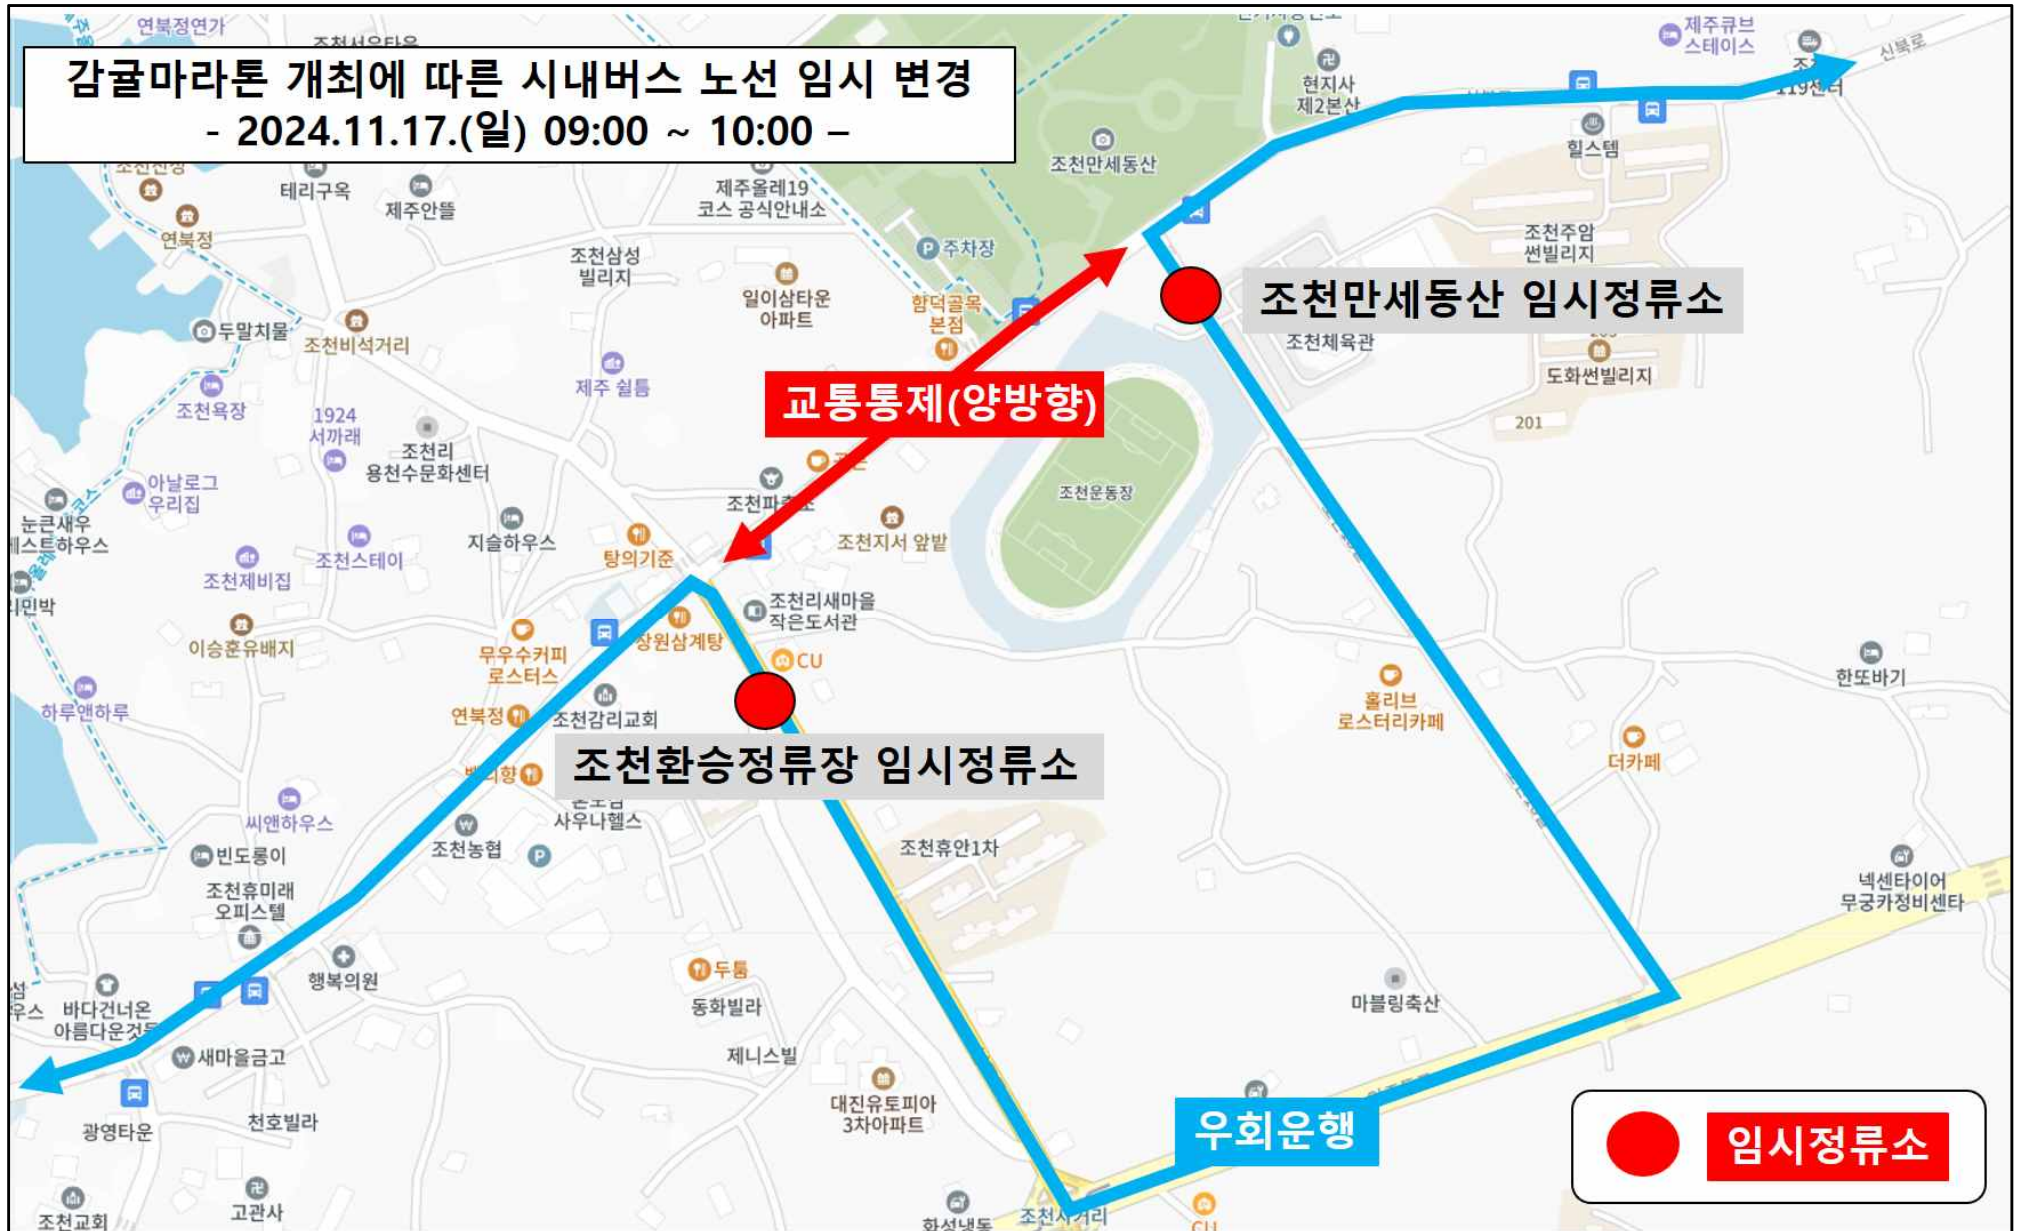 감귤마라톤 개최에 따른 시내버스 노선 임시 변경
- 2024.11.17.(일) 09:00 ~ 10:00 –
연북정연가
제주큐브
스테이스
신북로
현지사
제2본산
119센터
힐스템
조천만세동산
테리구옥
제주안뜰
제주올레19
코스 공식안내소
연북정
조천삼성
빌리지
주차장
조천주암
썬빌리지
일이삼타운
아파트
함덕골목
본점
조천만세동산 임시정류소
두말치물
조천비석거리
조천체육관
도화썬빌리지
제주 쉴틈
조천욕장
교통통제(양방향)
1924
서까래
201
조천리
용천수문화센터
아날로그
우리집
코스
조천운동장
눈큰새우
지슬하우스
조천지서 앞밭
탕의기준
조천스테이
조천제비집
조천리새마을
작은도서관
이승훈유배지
장원삼계탕
무우수커피
로스터스
CU
하루앤하루
연북정
조천감리교회
한또바기
홀리브
로스터리카페
더카페
조천환승정류장 임시정류소
씨앤하우스
사우나헬스
조천농협
빈도롱이
조천휴안1차
조천휴미래
오피스텔
넥센타이어
무궁카정비센타
행복의원
두툼
동화빌라
바다건너온
마블링축산
새마을금고
제니스빌
대진유토피아
3차아파트
천호빌라
광영타운
우회운행
임시정류소
고관사
조천교회
화성냉동
조천사거리
CU